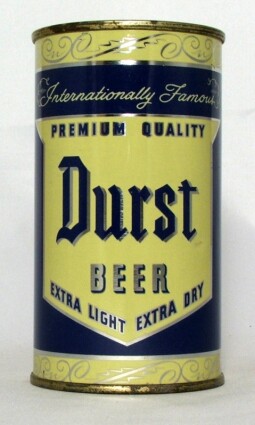 Internationally Famous
PREMIUM QUALITY
Durst
BEER
EXTRA LIGHT EXTRA DRY